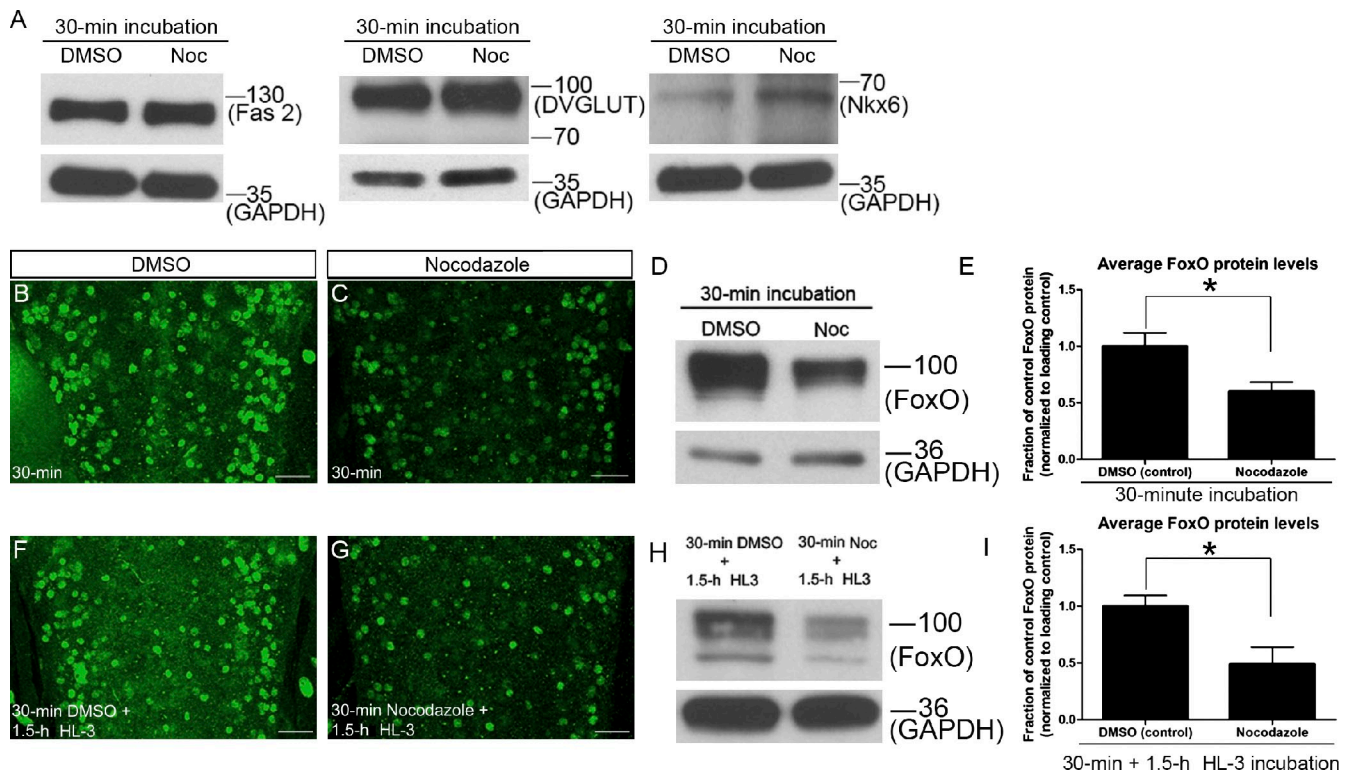 A
30-min incubation
DMSO Noc
—130
(Fas 2)
—35
(GAPDH)
30-min incubation
DMSO Noc
—100
(DVGLUT)
—70
—35
(GAPDH)
30-min incubation
DMSO Noc
—70
(Nkx6)
—35
(GAPDH)
DMSO
Nocodazole
B
30-min
C
30-min
D
30-min incubation
DMSO Noc
—100
(FoxO)
—36
(GAPDH)
E
Average FoxO protein levels
Fraction of control FoxO protein
(normalized to loading control)
1.5
1.0
0.5
0.0
*
DMSO (control) Nocodazole
30-minute incubation
F
30-min DMSO +
1.5-h HL-3
G
30-min Nocodazole +
1.5-h HL-3
H
30-min DMSO
+
1.5-h HL3
30-min Noc
+
1.5-h HL3
—100
(FoxO)
—36
(GAPDH)
I
Average FoxO protein levels
Fraction of control FoxO protein
(normalized to loading control)
1.5
1.0
0.5
0.0
*
DMSO (control) Nocodazole
30-min + 1.5-h HL-3 incubation